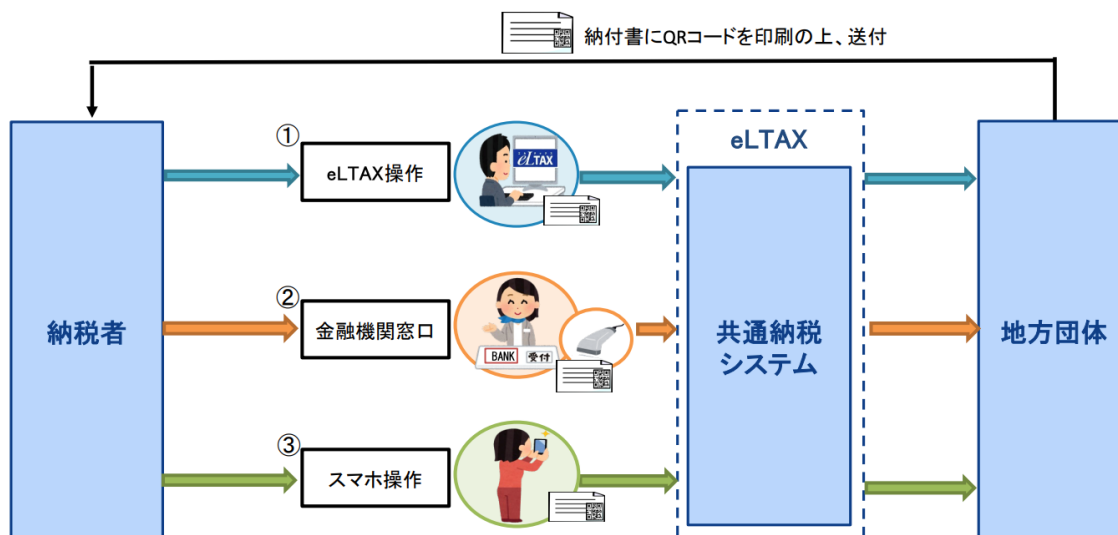 納付書にQRコードを印刷の上、送付
納税者
①
eLTAX操作
eLTAX
②
金融機関窓口
BANK
受付
③
スマホ操作
eLTAX
共通納税
システム
地方団体